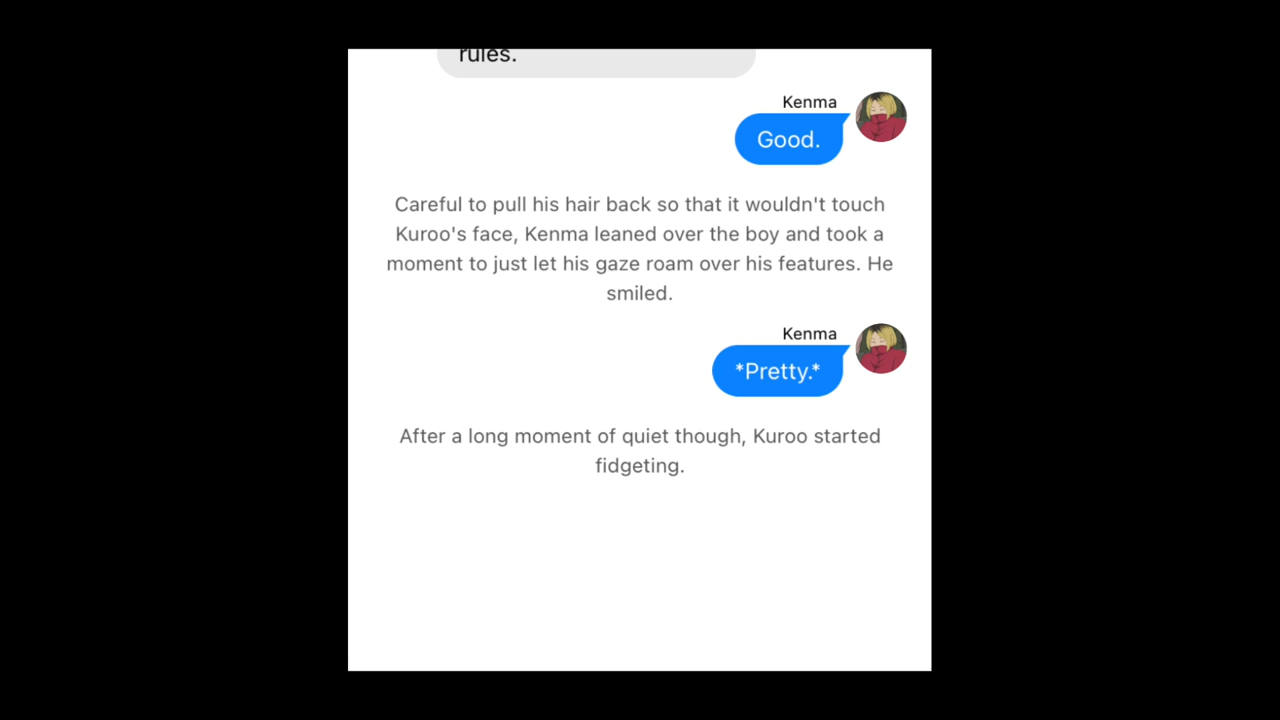 rules.
Kenma
Good.
Careful to pull his hair back so that it wouldn't touch
Kuroo's face, Kenma leaned over the boy and took a
moment to just let his gaze roam over his features. He
smiled.
Kenma
*Pretty.*
After a long moment of quiet though, Kuroo started
fidgeting.